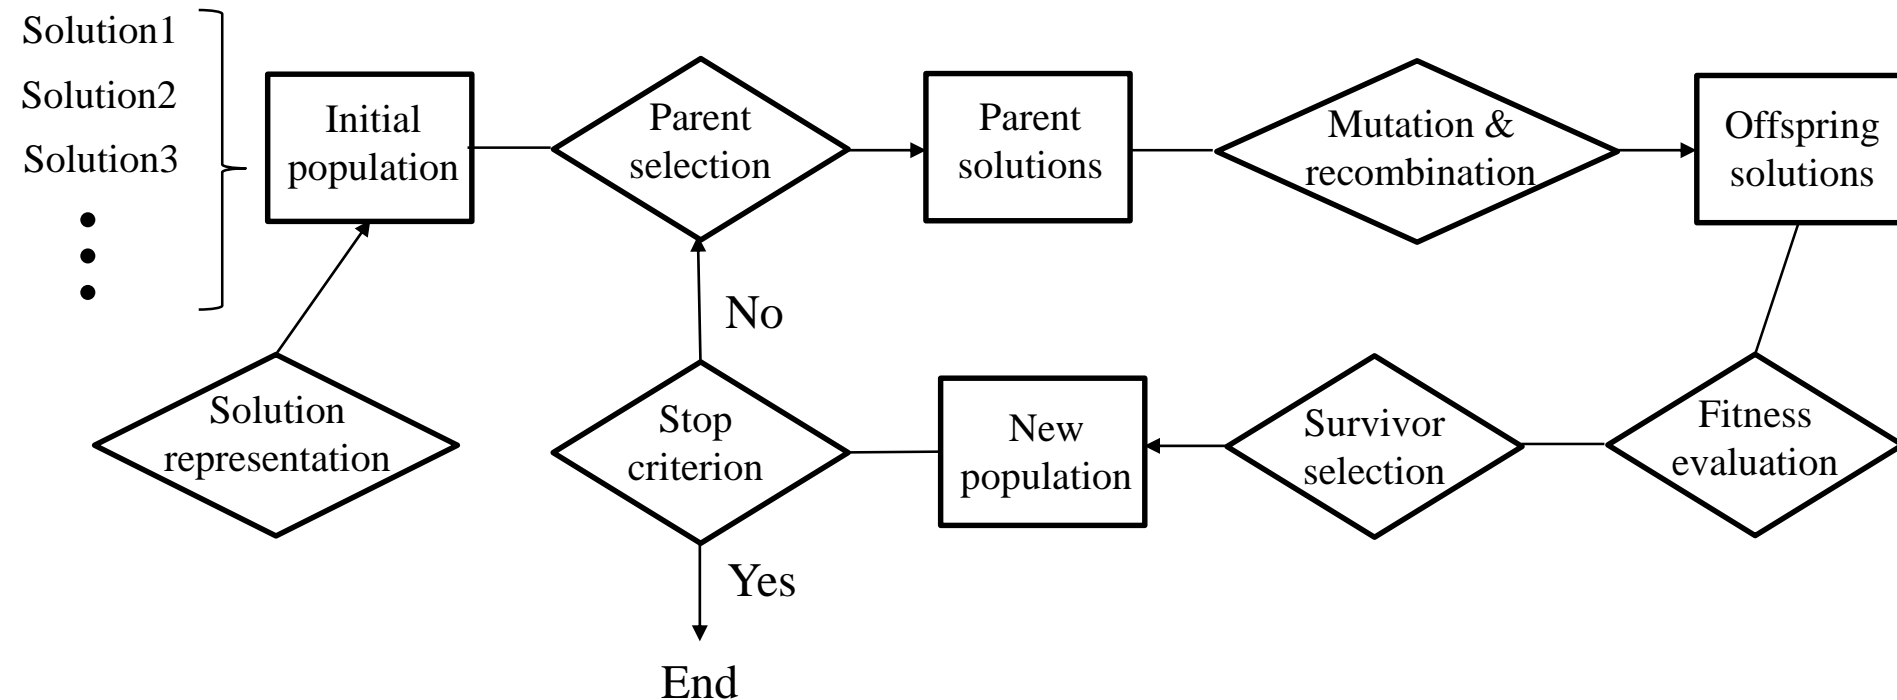 Solution1
Solution2
Solution3
Initial
population
Parent
selection
Parent
solutions
Mutation &
recombination
Offspring
solutions
No
Solution
representation
Stop
criterion
New
population
Survivor
selection
Fitness
evaluation
Yes
End